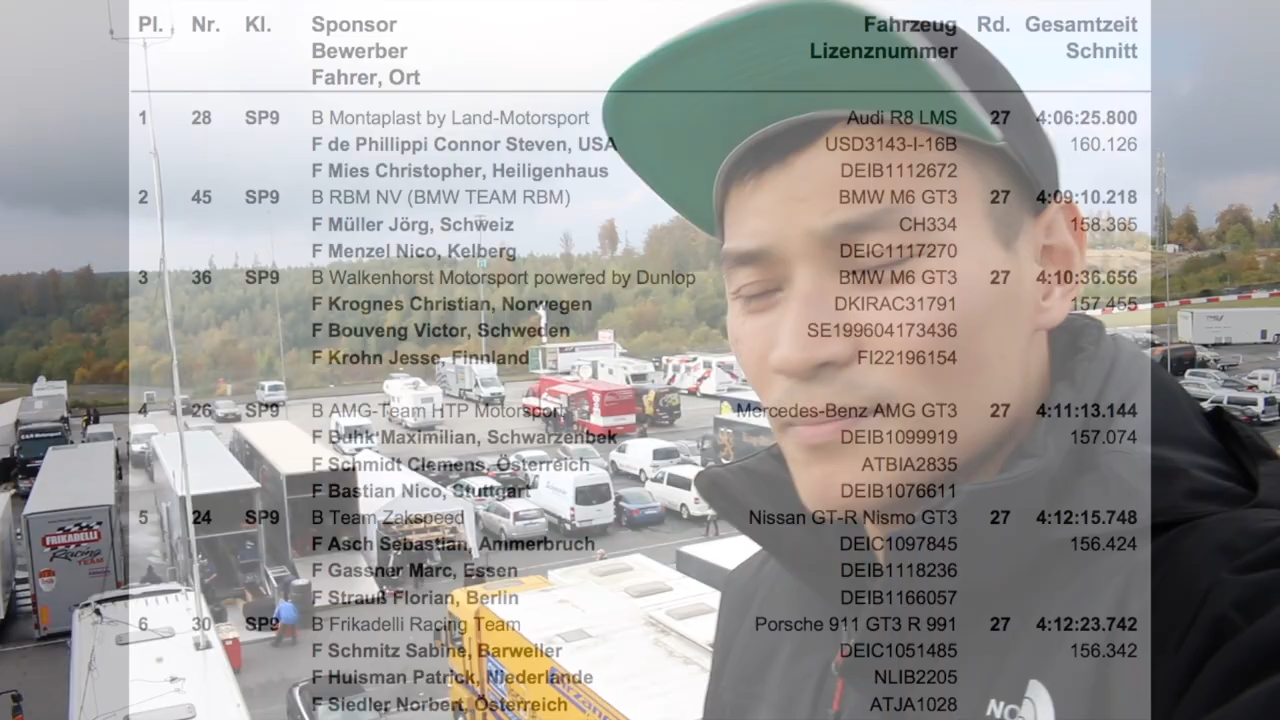 Pl. Nr. Kl. Sponsor Fahrzeug Rd. Gesamtzeit
Bewerber Lizenznummer Schnitt
Fahrer, Ort
1 28 SP9 B Montaplast by Land-Motorsport Audi R8 LMS 27 4:06:25.800
F de Phillippi Connor Steven, USA USD3143-I-16B 160.126
F Mies Christopher, Heiligenhaus DEIB1112672
2 45 SP9 B RBM NV (BMW TEAM RBM) BMW M6 GT3 27 4:09:10.218
F Müller Jörg, Schweiz CH334 158.365
F Menzel Nico, Kelberg DEIC1117270
3 36 SP9 B Walkenhorst Motorsport powered by Dunlop BMW M6 GT3 27 4:10:36.656
F Krognes Christian, Norwegen DKIRAC31791 157.465
F Bouveng Victor, Schweden SE199604173436
F Krohn Jesse, Finnland FI22196154
4 26 SP9 B AMG-Team HTP Motorsport Mercedes-Benz AMG GT3 27 4:11:13.144
F Buhk Maximilian, Schwarzenbek DEIB1099919 157.074
F Schmidt Clemens, Österreich ATBIA2835
F Bastian Nico, Stuttgart DEIB1076611
5 24 SP9 B Team Zakspeed Nissan GT-R Nismo GT3 27 4:12:15.748
F Asch Sebastian, Ammerbruch DEIC1097845 156.424
F Gassner Marc, Essen DEIB1118236
F Strauß Florian, Berlin DEIB1166057
6 30 SP9 B Frikadelli Racing Team Porsche 911 GT3 R 991 27 4:12:23.742
F Schmitz Sabine, Barweiler DEIC1051485 156.342
F Huisman Patrick, Niederlande NLIB2205
F Siedler Norbert, Österreich ATJA1028
FRIKADELLI
Racing
TEAM